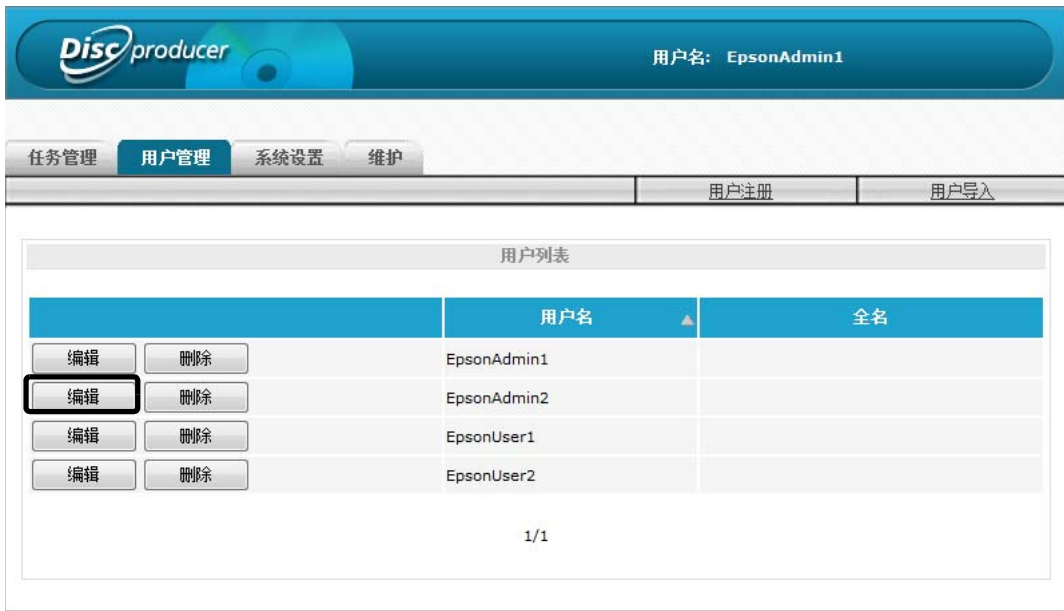 Disc producer 用户名: EpsonAdmin1
任务管理 用户管理 系统设置 维护
用户注册 用户导入
用户列表
用户名 全名
编辑 删除 EpsonAdmin1
编辑 删除 EpsonAdmin2
编辑 删除 EpsonUser1
编辑 删除 EpsonUser2
1/1